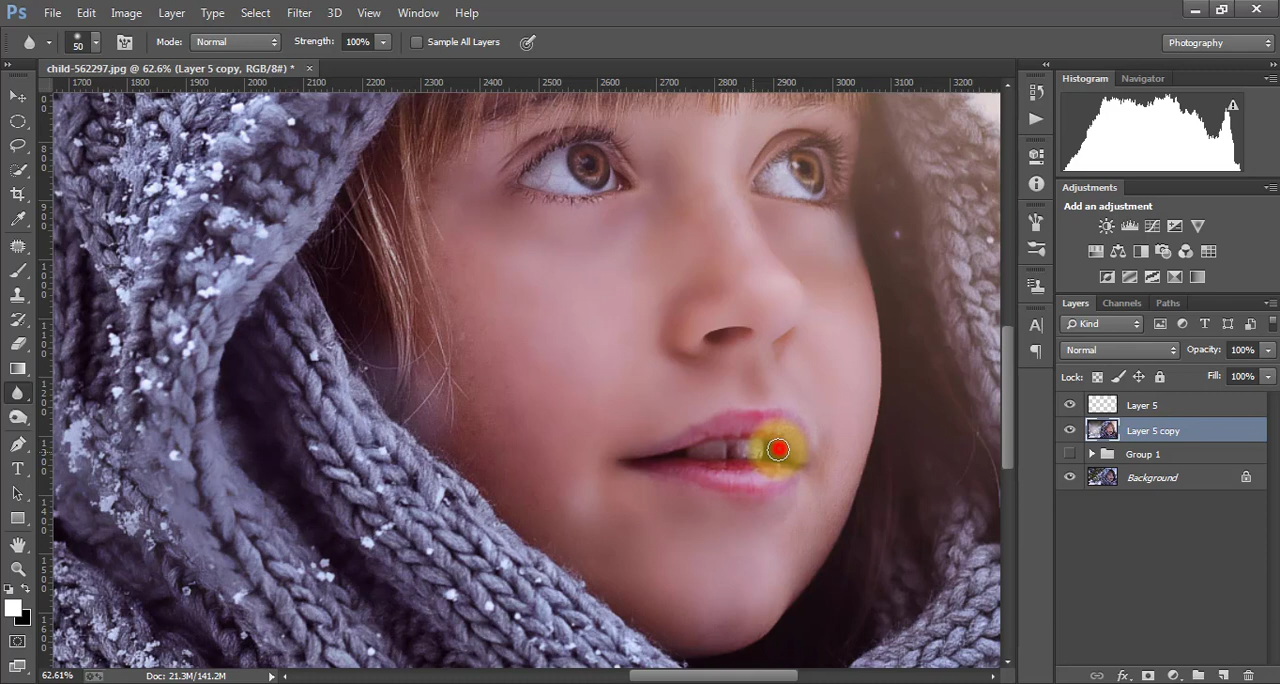 Ps File Edit Image Layer Type Select Filter 3D View Window Help
50 Mode: Normal Strength: 100% Sample All Layers Photography
child-562297.jpg @ 62.6% (Layer 5 copy, RGB/8#) * ×
1700 1800 1900 2000 2100 2200 2300 2400 2500 2600 2700 2800 2900 3000 3100 3200
Histogram Navigator
Adjustments
Add an adjustment
Layers Channels Paths
Kind
Normal Opacity: 100%
Lock: Fill: 100%
Layer 5
Layer 5 copy
Group 1
Background
62.61% Doc: 21.3M/141.2M